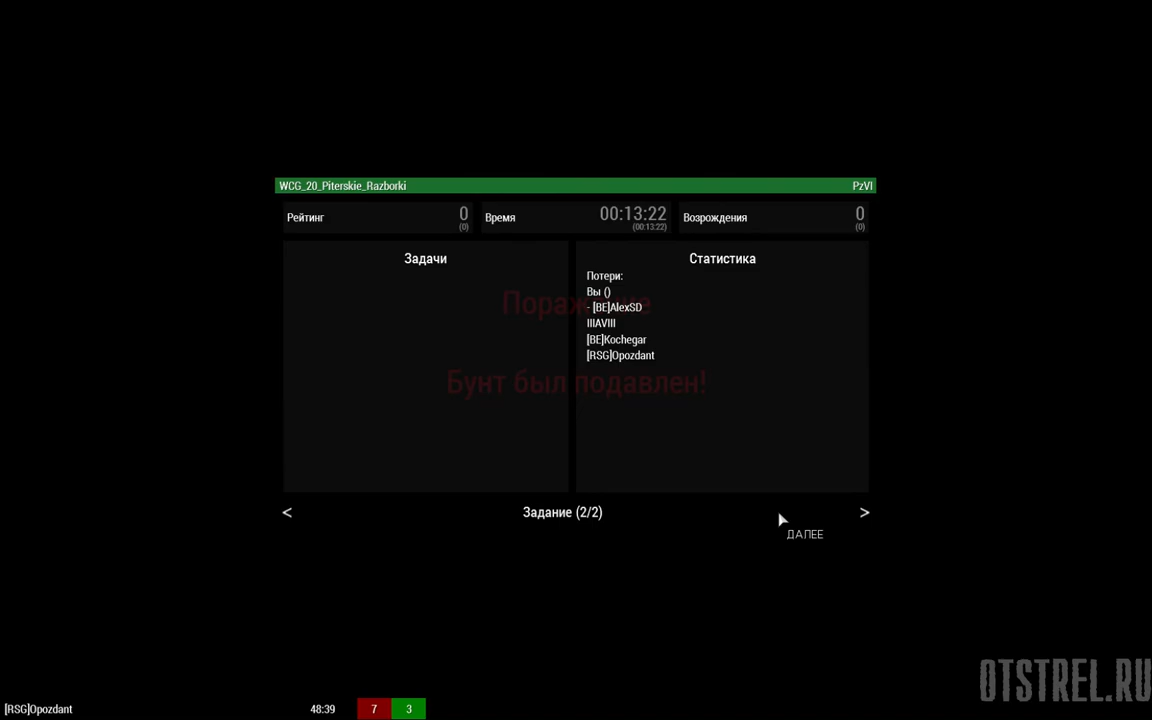 WCG_20_Piterskie_Razborki PzVI
Рейтинг 0 (0) Время 00:13:22 (00:13:22) Возрождения 0 (0)
Задачи
Статистика
Потери:
Вы ()
- [BE]AlexSD
IIIAVIII
[BE]Kochegar
[RSG]Opozdant
Поражение
Бунт был подавлен!
< Задание (2/2) >
ДАЛЕЕ
OTSTREL.RU
[RSG]Opozdant 48:39 7 3